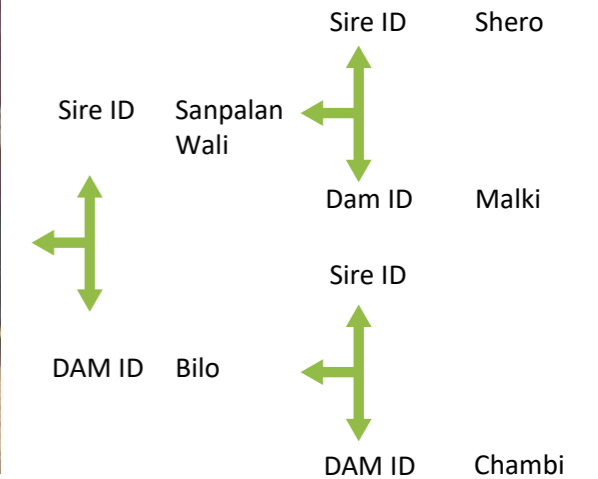 Sire ID Shero
Sire ID Sanpalan
Wali
Dam ID Malki
Sire ID
DAM ID Bilo
DAM ID Chambi